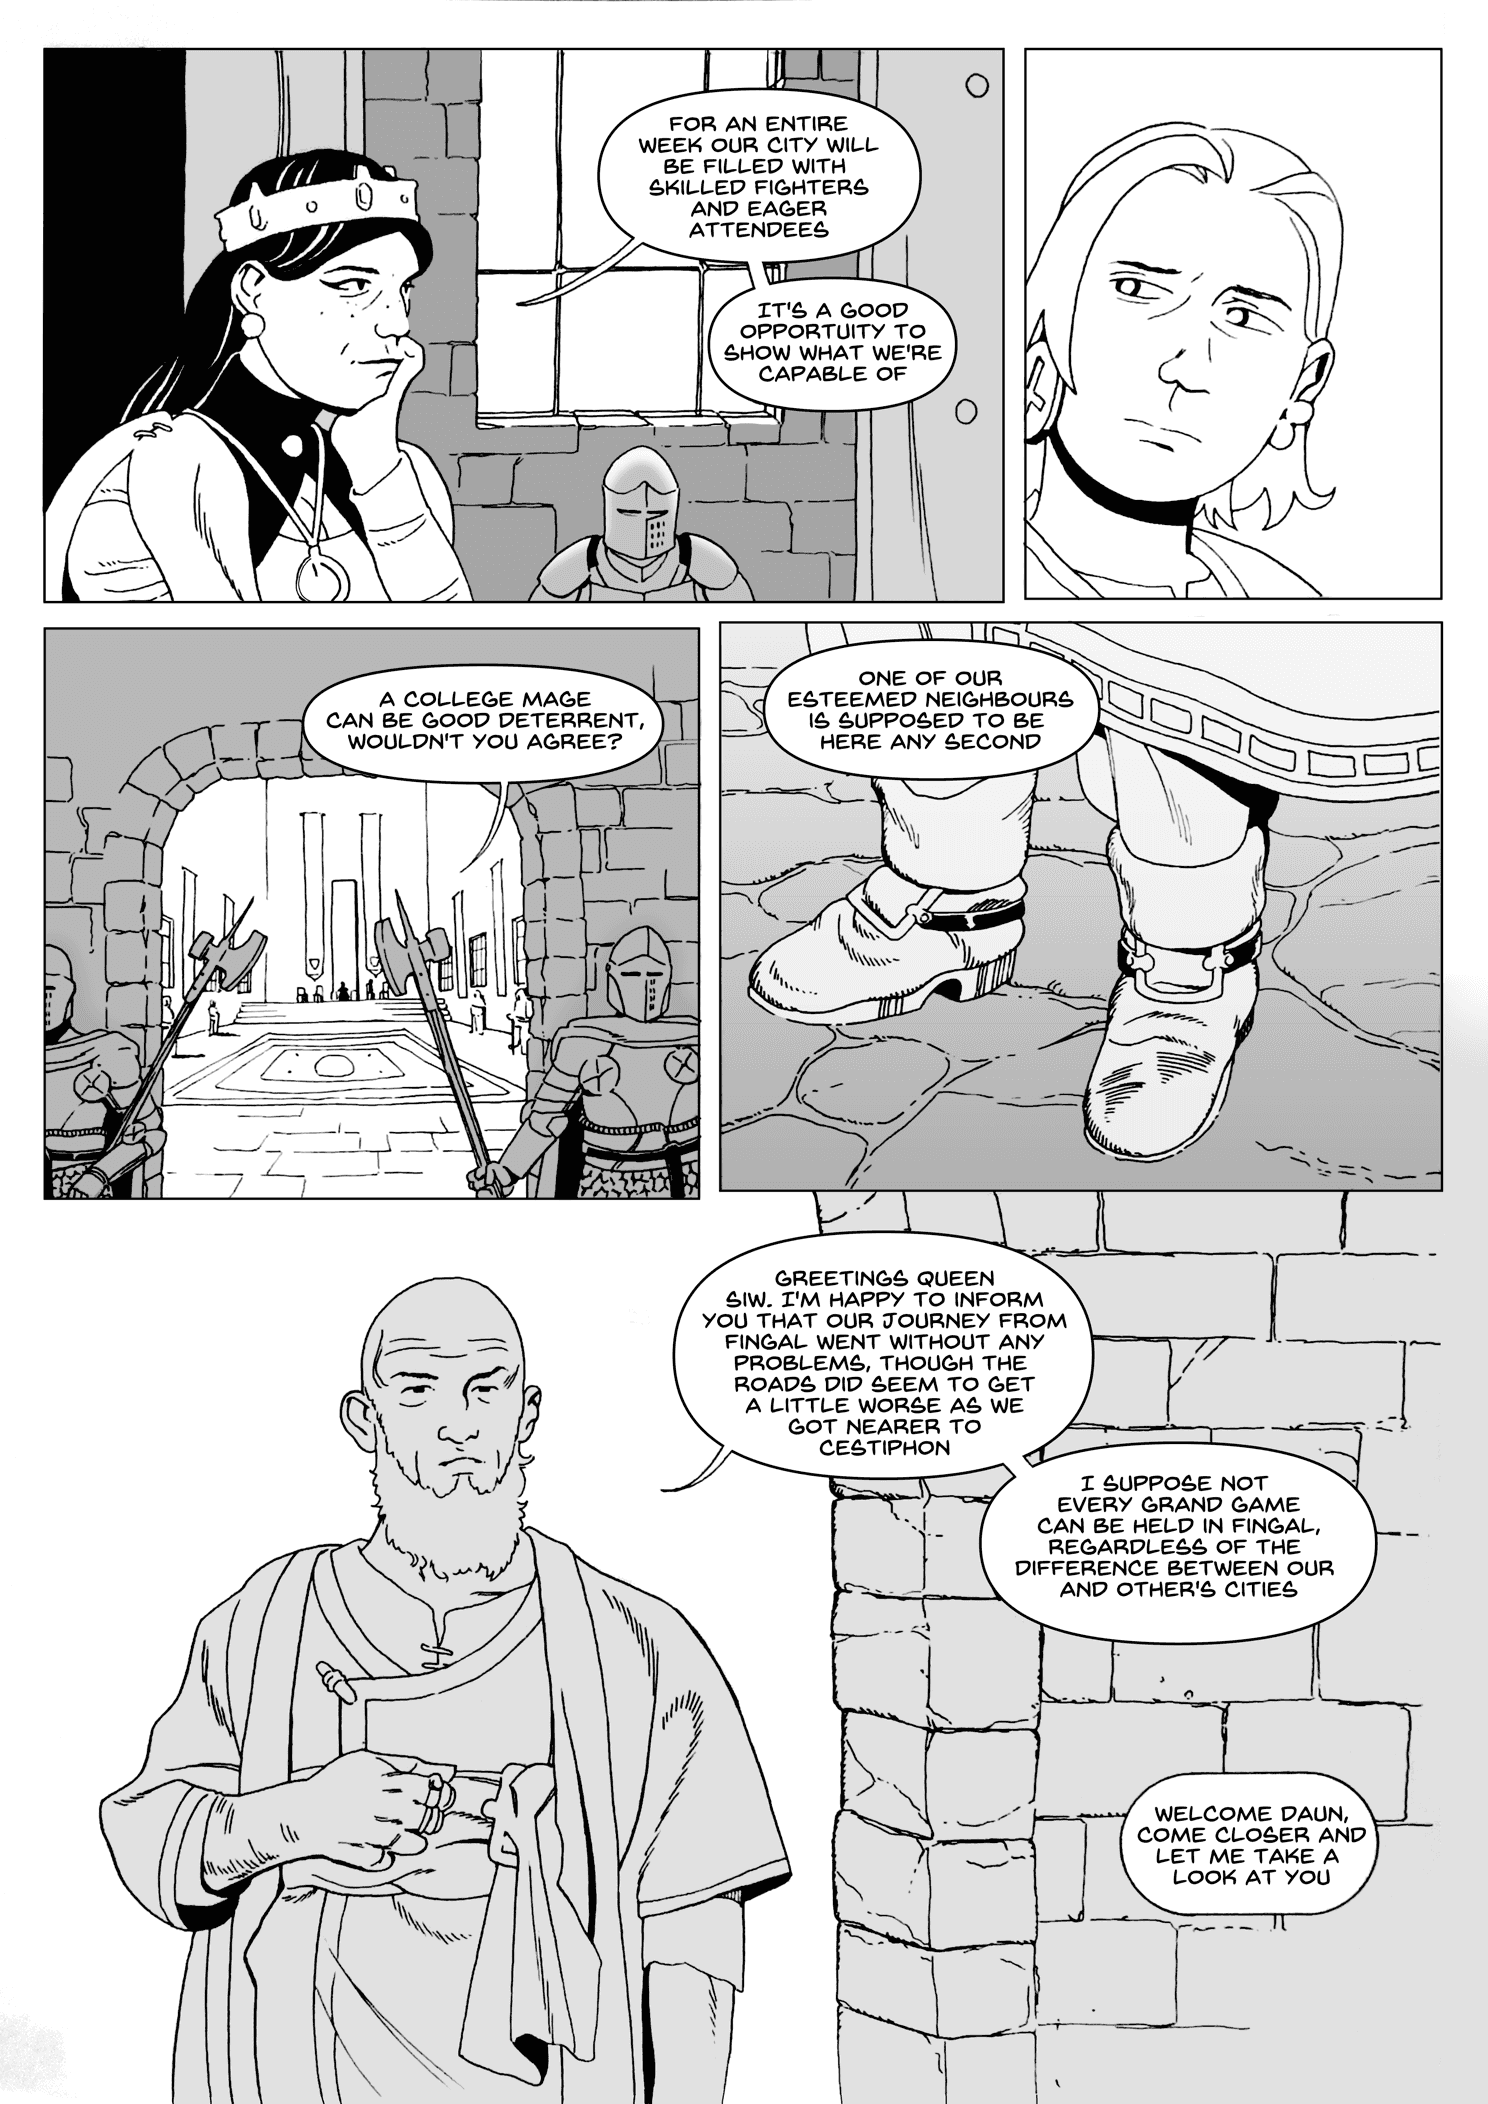 FOR AN ENTIRE
WEEK OUR CITY WILL
BE FILLED WITH
SKILLED FIGHTERS
AND EAGER
ATTENDEES
IT'S A GOOD
OPPORTUITY TO
SHOW WHAT WE'RE
CAPABLE OF
A COLLEGE MAGE
CAN BE GOOD DETERRENT,
WOULDN'T YOU AGREE?
ONE OF OUR
ESTEEMED NEIGHBOURS
IS SUPPOSED TO BE
HERE ANY SECOND
GREETINGS QUEEN
SIW. I'M HAPPY TO INFORM
YOU THAT OUR JOURNEY FROM
FINGAL WENT WITHOUT ANY
PROBLEMS, THOUGH THE
ROADS DID SEEM TO GET
A LITTLE WORSE AS WE
GOT NEARER TO
CESTIPHON
I SUPPOSE NOT
EVERY GRAND GAME
CAN BE HELD IN FINGAL,
REGARDLESS OF THE
DIFFERENCE BETWEEN OUR
AND OTHER'S CITIES
WELCOME DAUN,
COME CLOSER AND
LET ME TAKE A
LOOK AT YOU